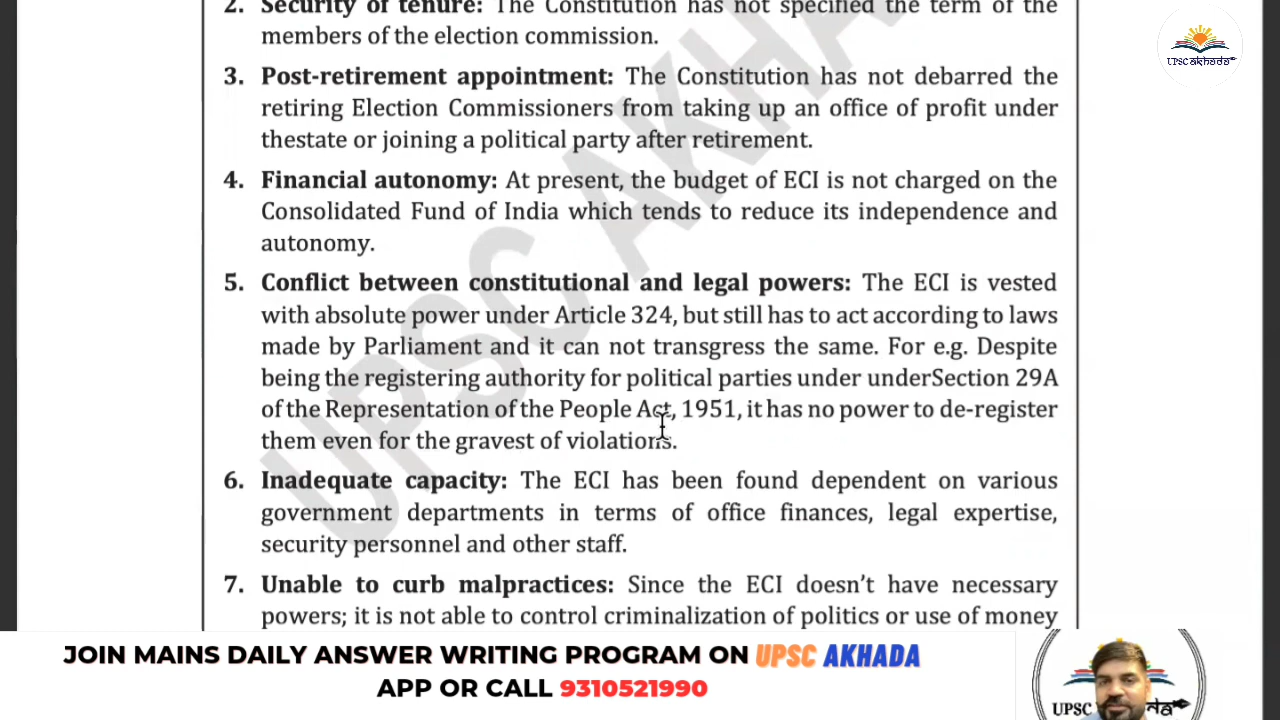 2. Security of tenure: The Constitution has not specified the term of the
members of the election commission.
3. Post-retirement appointment: The Constitution has not debarred the
retiring Election Commissioners from taking up an office of profit under
thestate or joining a political party after retirement.
4. Financial autonomy: At present, the budget of ECI is not charged on the
Consolidated Fund of India which tends to reduce its independence and
autonomy.
5. Conflict between constitutional and legal powers: The ECI is vested
with absolute power under Article 324, but still has to act according to laws
made by Parliament and it can not transgress the same. For e.g. Despite
being the registering authority for political parties under underSection 29A
of the Representation of the People Act, 1951, it has no power to de-register
them even for the gravest of violations.
6. Inadequate capacity: The ECI has been found dependent on various
government departments in terms of office finances, legal expertise,
security personnel and other staff.
7. Unable to curb malpractices: Since the ECI doesn't have necessary
powers; it is not able to control criminalization of politics or use of money
UPSC AKHA
UPSC akhada
JOIN MAINS DAILY ANSWER WRITING PROGRAM ON UPSC AKHADA
APP OR CALL 9310521990
UPSC